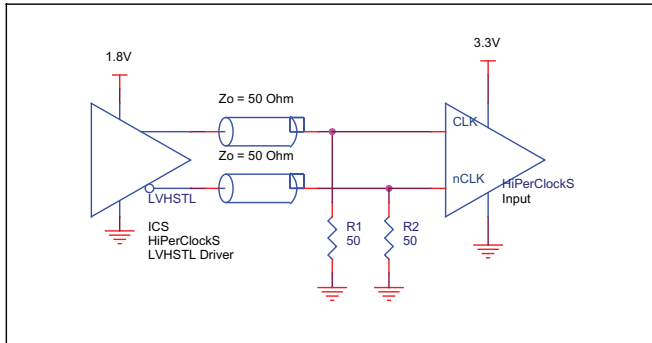 1.8V
3.3V
Zo = 50 Ohm
CLK
Zo = 50 Ohm
nCLK
HiPerClockS
Input
LVHSTL
ICS
HiPerClockS
LVHSTL Driver
R1
50
R2
50